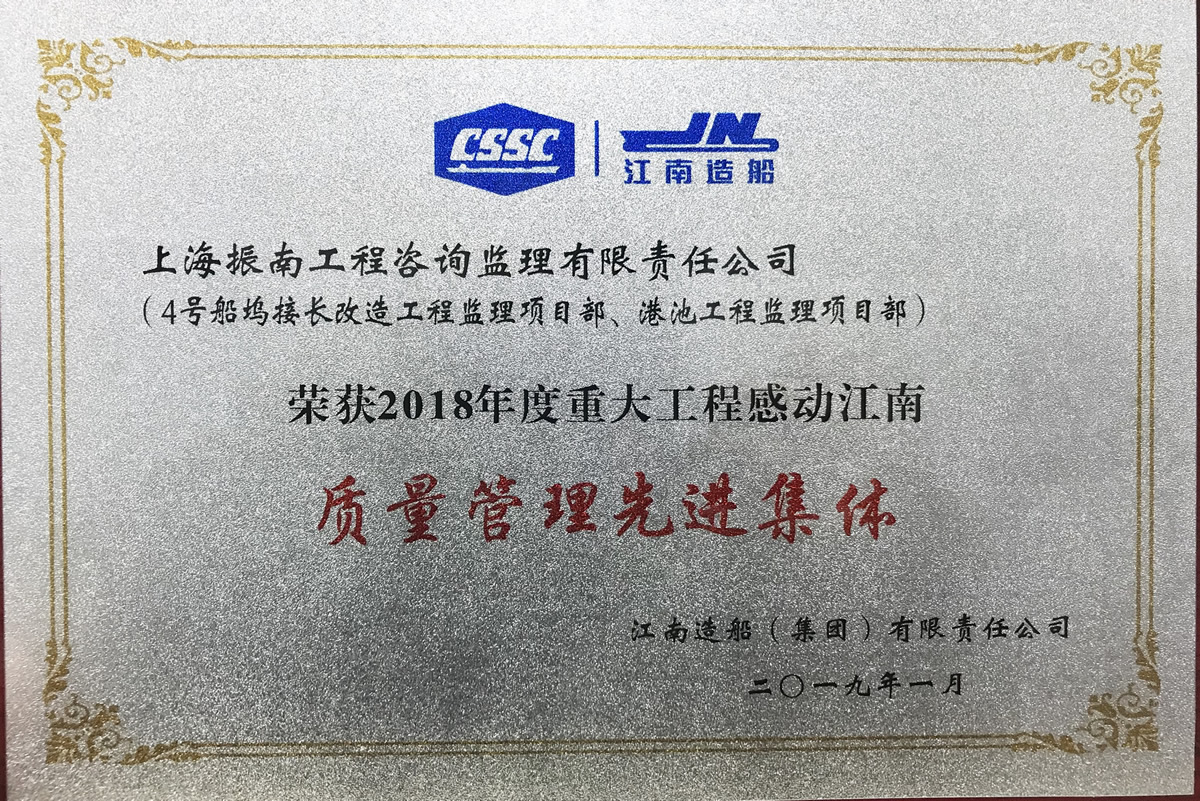 CSSC JN
江南造船
上海振南工程咨询监理有限责任公司
（4号船坞接长改造工程监理项目部、港池工程监理项目部）
荣获2018年度重大工程感动江南
质量管理先进集体
江南造船（集团）有限责任公司
二〇一九年一月